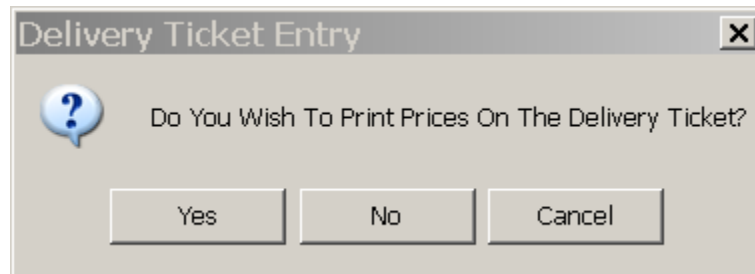 Delivery Ticket Entry
Do You Wish To Print Prices On The Delivery Ticket?
Yes No Cancel